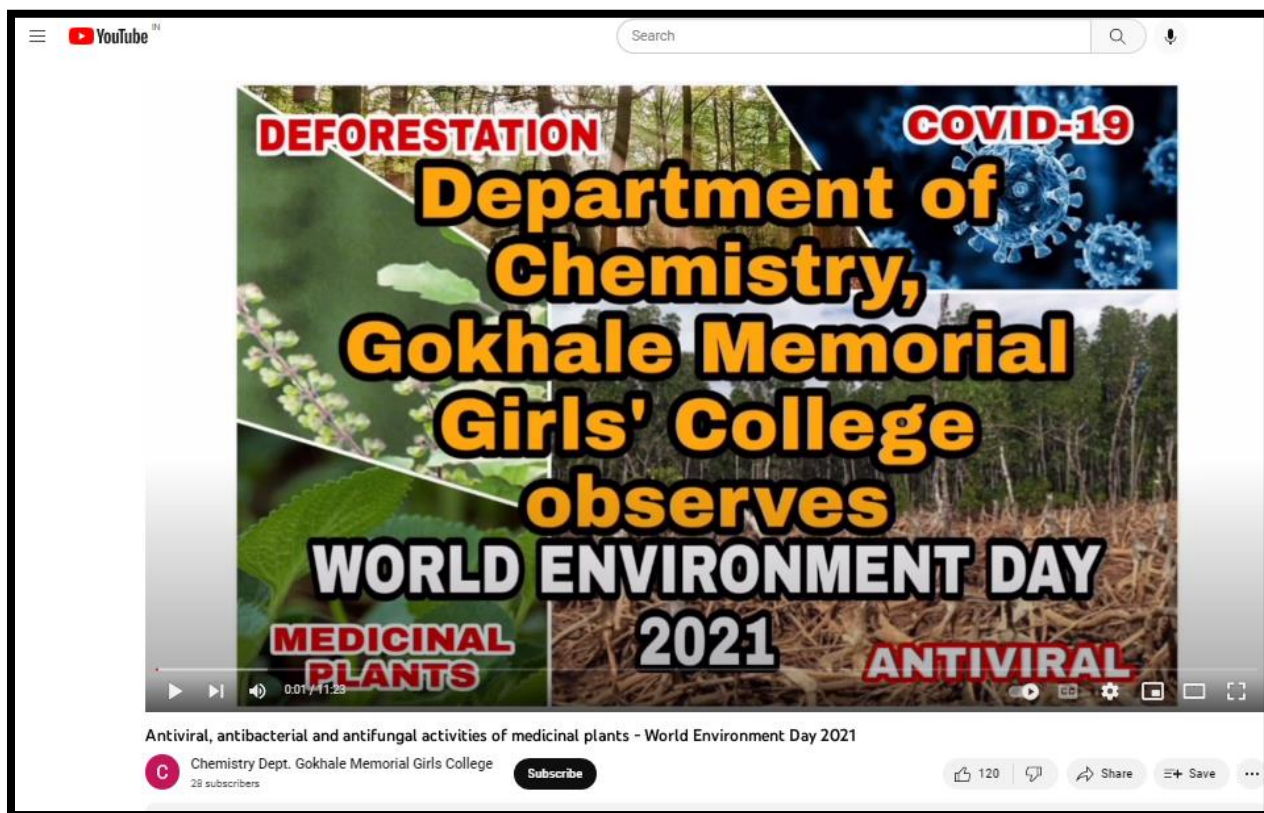 YouTube IN
Search
DEFORESTATION
COVID-19
Department of
Chemistry,
Gokhale Memorial
Girls' College
observes
WORLD ENVIRONMENT DAY
2021
MEDICINAL
PLANTS
ANTIVIRAL
0:01 / 11:23
CC
Antiviral, antibacterial and antifungal activities of medicinal plants - World Environment Day 2021
C
Chemistry Dept. Gokhale Memorial Girls College
28 subscribers
Subscribe
120
Share
Save